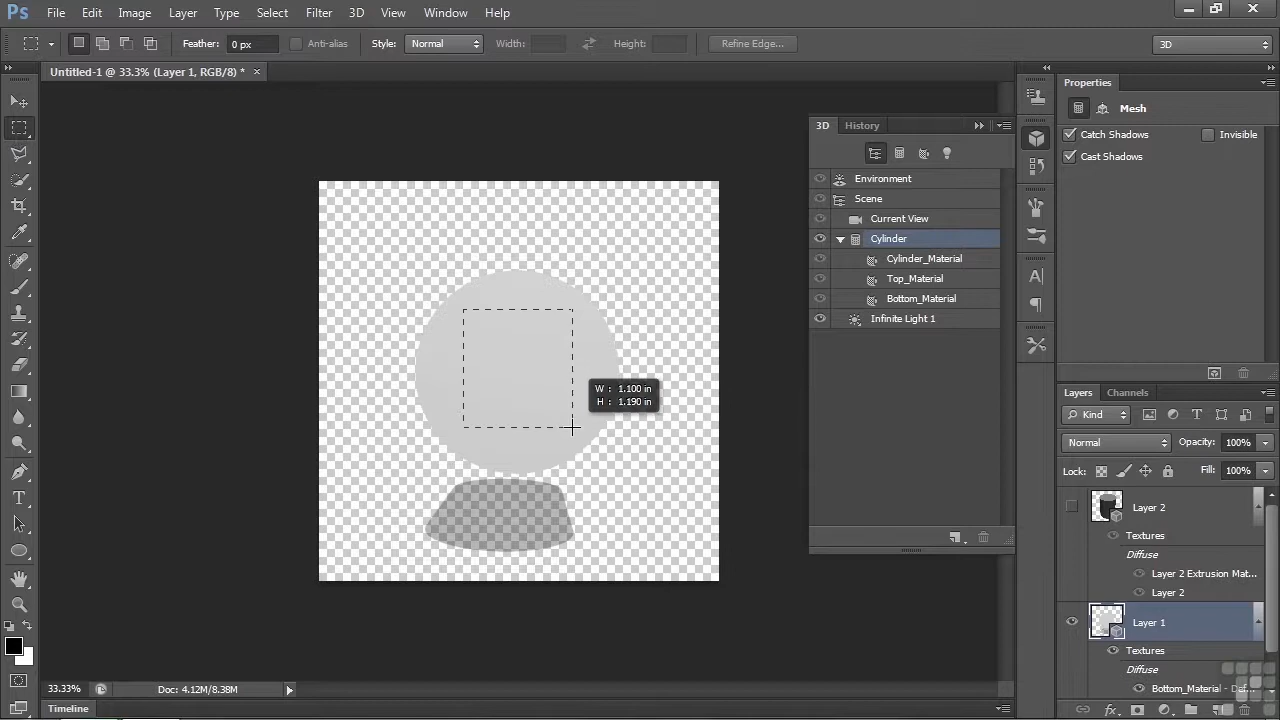 Ps File Edit Image Layer Type Select Filter 3D View Window Help
Feather: 0 px Anti-alias Style: Normal Width: Height: Refine Edge... 3D
Untitled-1 @ 33.3% (Layer 1, RGB/8) *
Properties
Mesh
Catch Shadows Invisible
Cast Shadows
3D History
Environment
Scene
Current View
Cylinder
Cylinder_Material
Top_Material
Bottom_Material
Infinite Light 1
W : 1.100 in
H : 1.190 in
Layers Channels
Kind
Normal Opacity: 100%
Lock: Fill: 100%
Layer 2
Textures
Diffuse
Layer 2 Extrusion Mat...
Layer 2
Layer 1
Textures
Diffuse
Bottom_Material - Def...
33.33% Doc: 4.12M/8.38M
Timeline